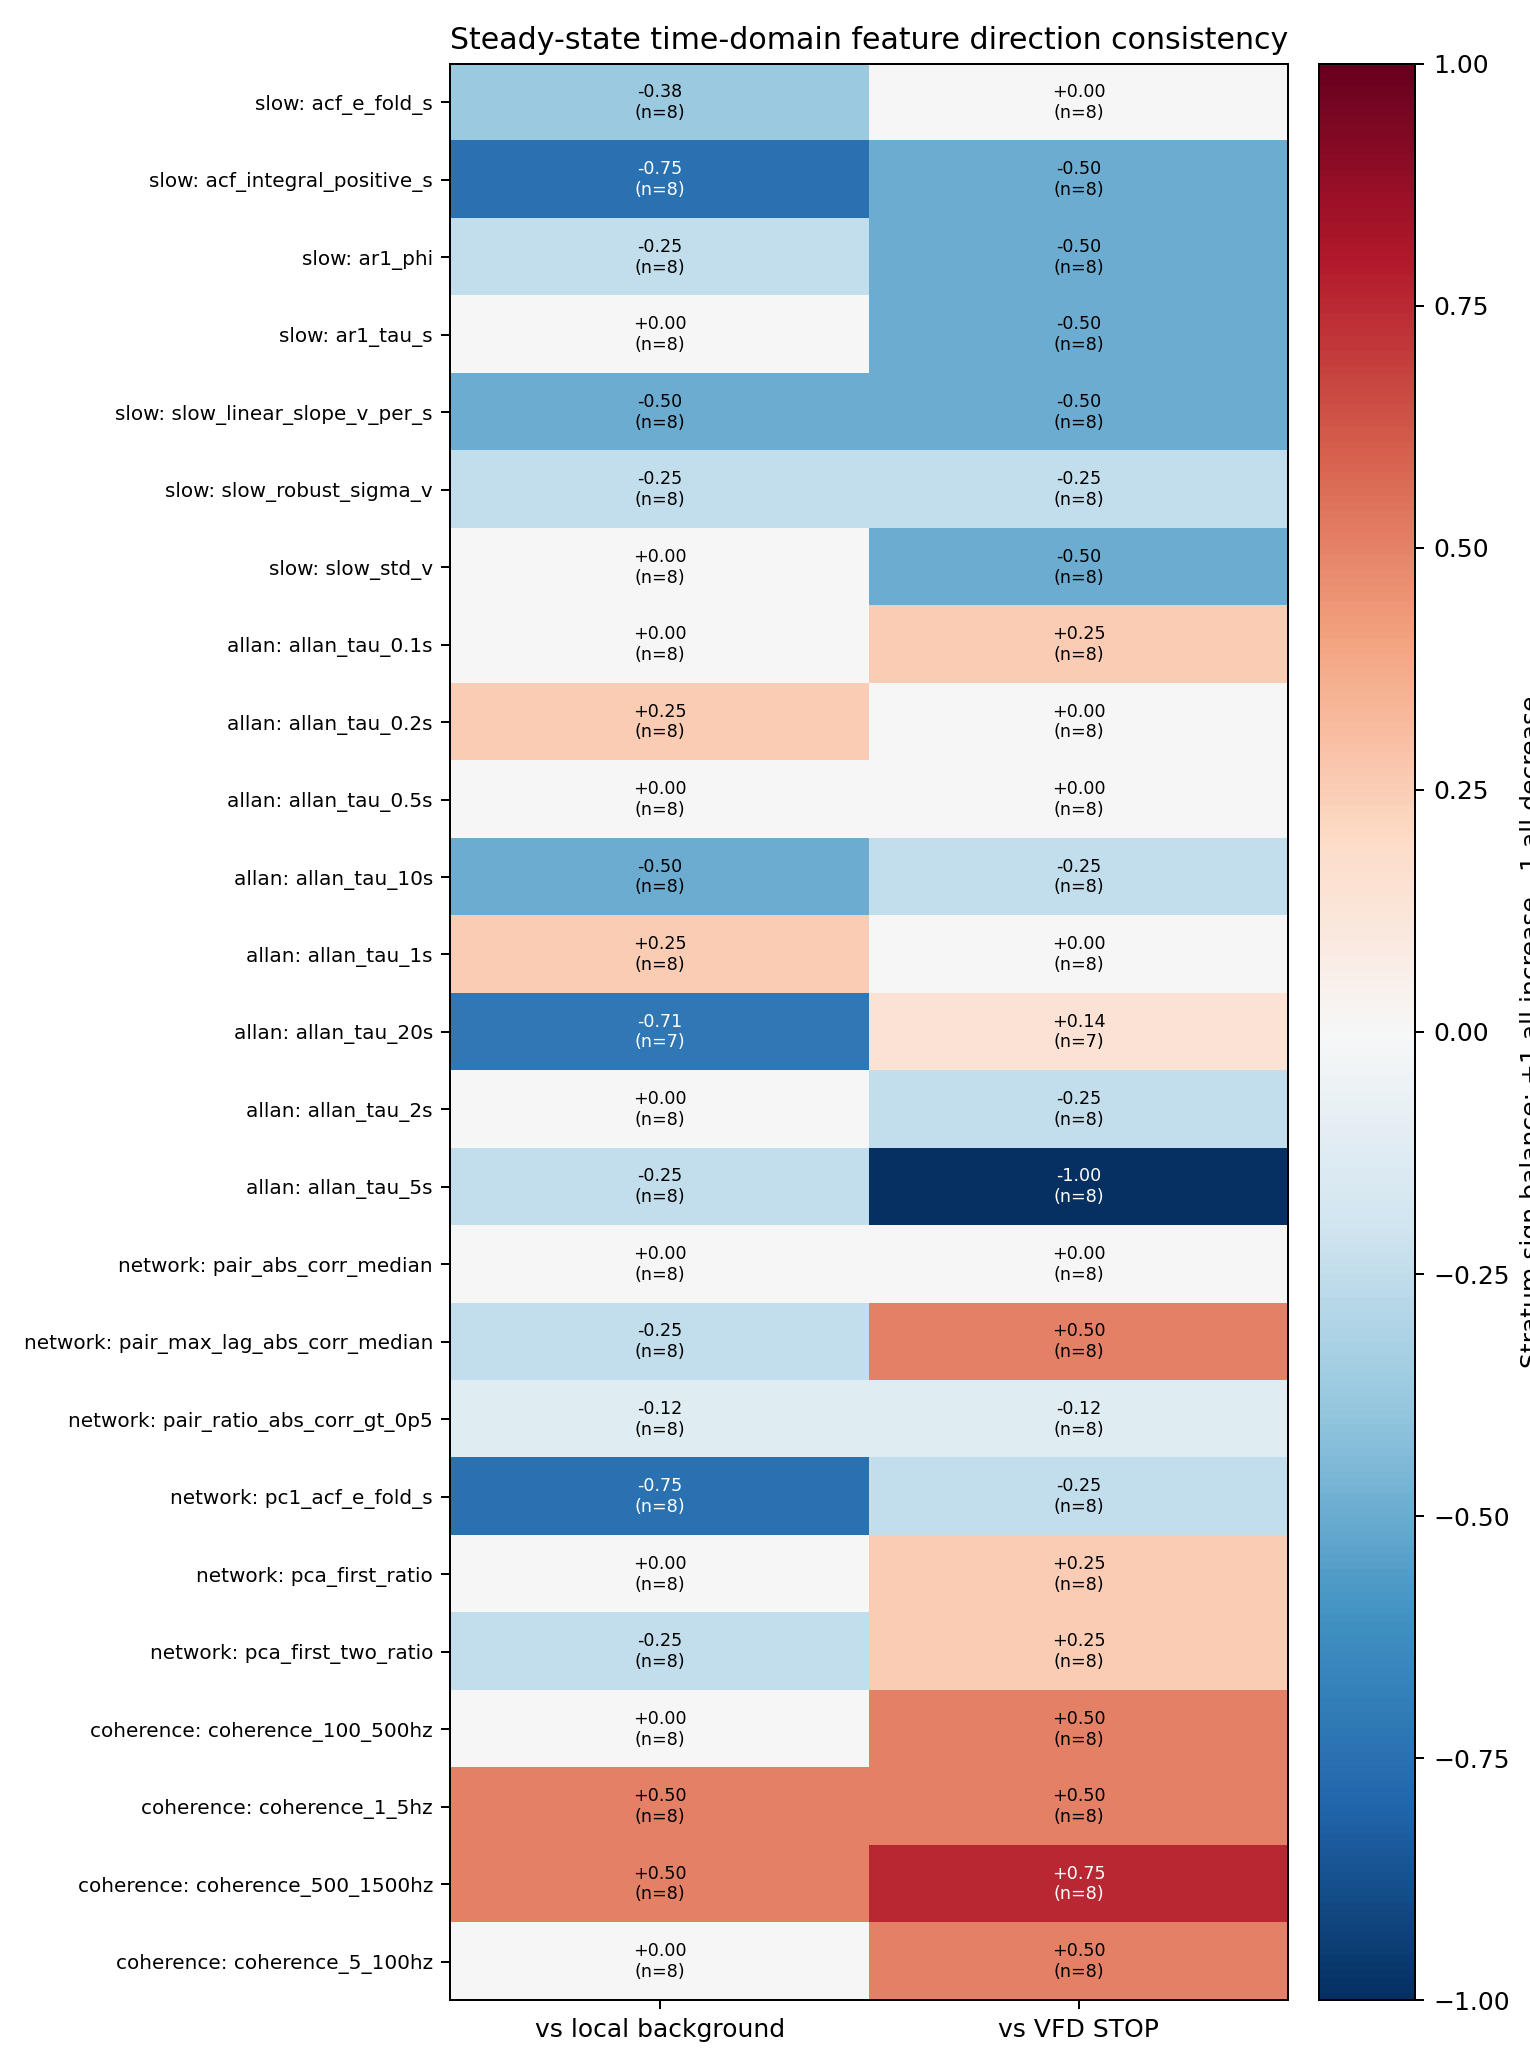 Steady-state time-domain feature direction consistency
slow: acf_e_fold_s
-0.38
(n=8)
+0.00
(n=8)
slow: acf_integral_positive_s
-0.75
(n=8)
-0.50
(n=8)
slow: ar1_phi
-0.25
(n=8)
-0.50
(n=8)
slow: ar1_tau_s
+0.00
(n=8)
-0.50
(n=8)
slow: slow_linear_slope_v_per_s
-0.50
(n=8)
-0.50
(n=8)
slow: slow_robust_sigma_v
-0.25
(n=8)
-0.25
(n=8)
slow: slow_std_v
+0.00
(n=8)
-0.50
(n=8)
allan: allan_tau_0.1s
+0.00
(n=8)
+0.25
(n=8)
allan: allan_tau_0.2s
+0.25
(n=8)
+0.00
(n=8)
allan: allan_tau_0.5s
+0.00
(n=8)
+0.00
(n=8)
allan: allan_tau_10s
-0.50
(n=8)
-0.25
(n=8)
allan: allan_tau_1s
+0.25
(n=8)
+0.00
(n=8)
allan: allan_tau_20s
-0.71
(n=7)
+0.14
(n=7)
allan: allan_tau_2s
+0.00
(n=8)
-0.25
(n=8)
allan: allan_tau_5s
-0.25
(n=8)
-1.00
(n=8)
network: pair_abs_corr_median
+0.00
(n=8)
+0.00
(n=8)
network: pair_max_lag_abs_corr_median
-0.25
(n=8)
+0.50
(n=8)
network: pair_ratio_abs_corr_gt_0p5
-0.12
(n=8)
-0.12
(n=8)
network: pc1_acf_e_fold_s
-0.75
(n=8)
-0.25
(n=8)
network: pca_first_ratio
+0.00
(n=8)
+0.25
(n=8)
network: pca_first_two_ratio
-0.25
(n=8)
+0.25
(n=8)
coherence: coherence_100_500hz
+0.00
(n=8)
+0.50
(n=8)
coherence: coherence_1_5hz
+0.50
(n=8)
+0.50
(n=8)
coherence: coherence_500_1500hz
+0.50
(n=8)
+0.75
(n=8)
coherence: coherence_5_100hz
+0.00
(n=8)
+0.50
(n=8)
vs local background
vs VFD STOP
1.00
0.75
0.50
0.25
0.00
−0.25
−0.50
−0.75
−1.00
Stratum sign balance: +1 all increase, -1 all decrease